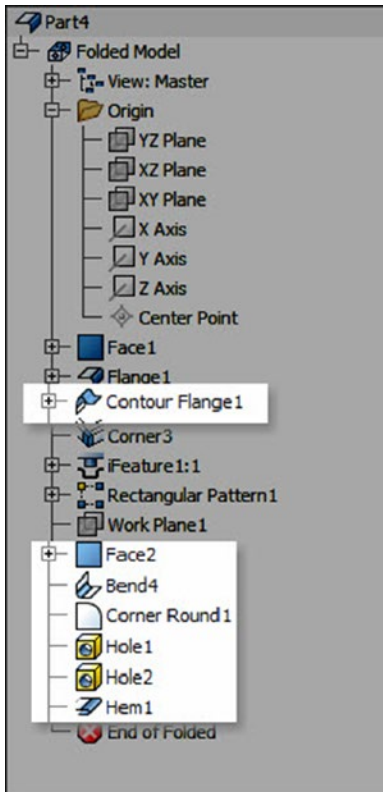 Part4
Folded Model
View: Master
Origin
YZ Plane
XZ Plane
XY Plane
X Axis
Y Axis
Z Axis
Center Point
Face1
Flange1
Contour Flange1
Corner3
iFeature1:1
Rectangular Pattern1
Work Plane1
Face2
Bend4
Corner Round1
Hole1
Hole2
Hem1
End of Folded